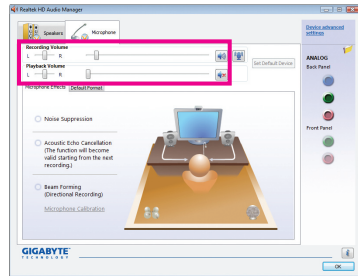 Realtek HD Audio Manager
Speakers
Microphone
Device advanced
settings
Recording Volume
L R
Set Default Device
Playback Volume
L R
Microphone Effects
Default Format
ANALOG
Back Panel
Noise Suppression
Acoustic Echo Cancellation
(The function will become
valid starting from the next
recording.)
Front Panel
Beam Forming
(Directional Recording)
Microphone Calibration
GIGABYTE
TECHNOLOGY
OK